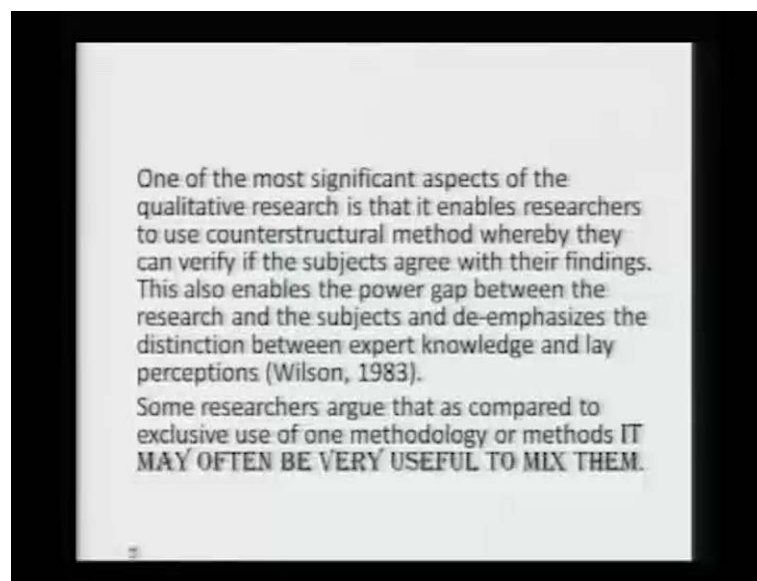 One of the most significant aspects of the
qualitative research is that it enables researchers
to use counterstructural method whereby they
can verify if the subjects agree with their findings.
This also enables the power gap between the
research and the subjects and de-emphasizes the
distinction between expert knowledge and lay
perceptions (Wilson, 1983).
Some researchers argue that as compared to
exclusive use of one methodology or methods IT
MAY OFTEN BE VERY USEFUL TO MIX THEM.